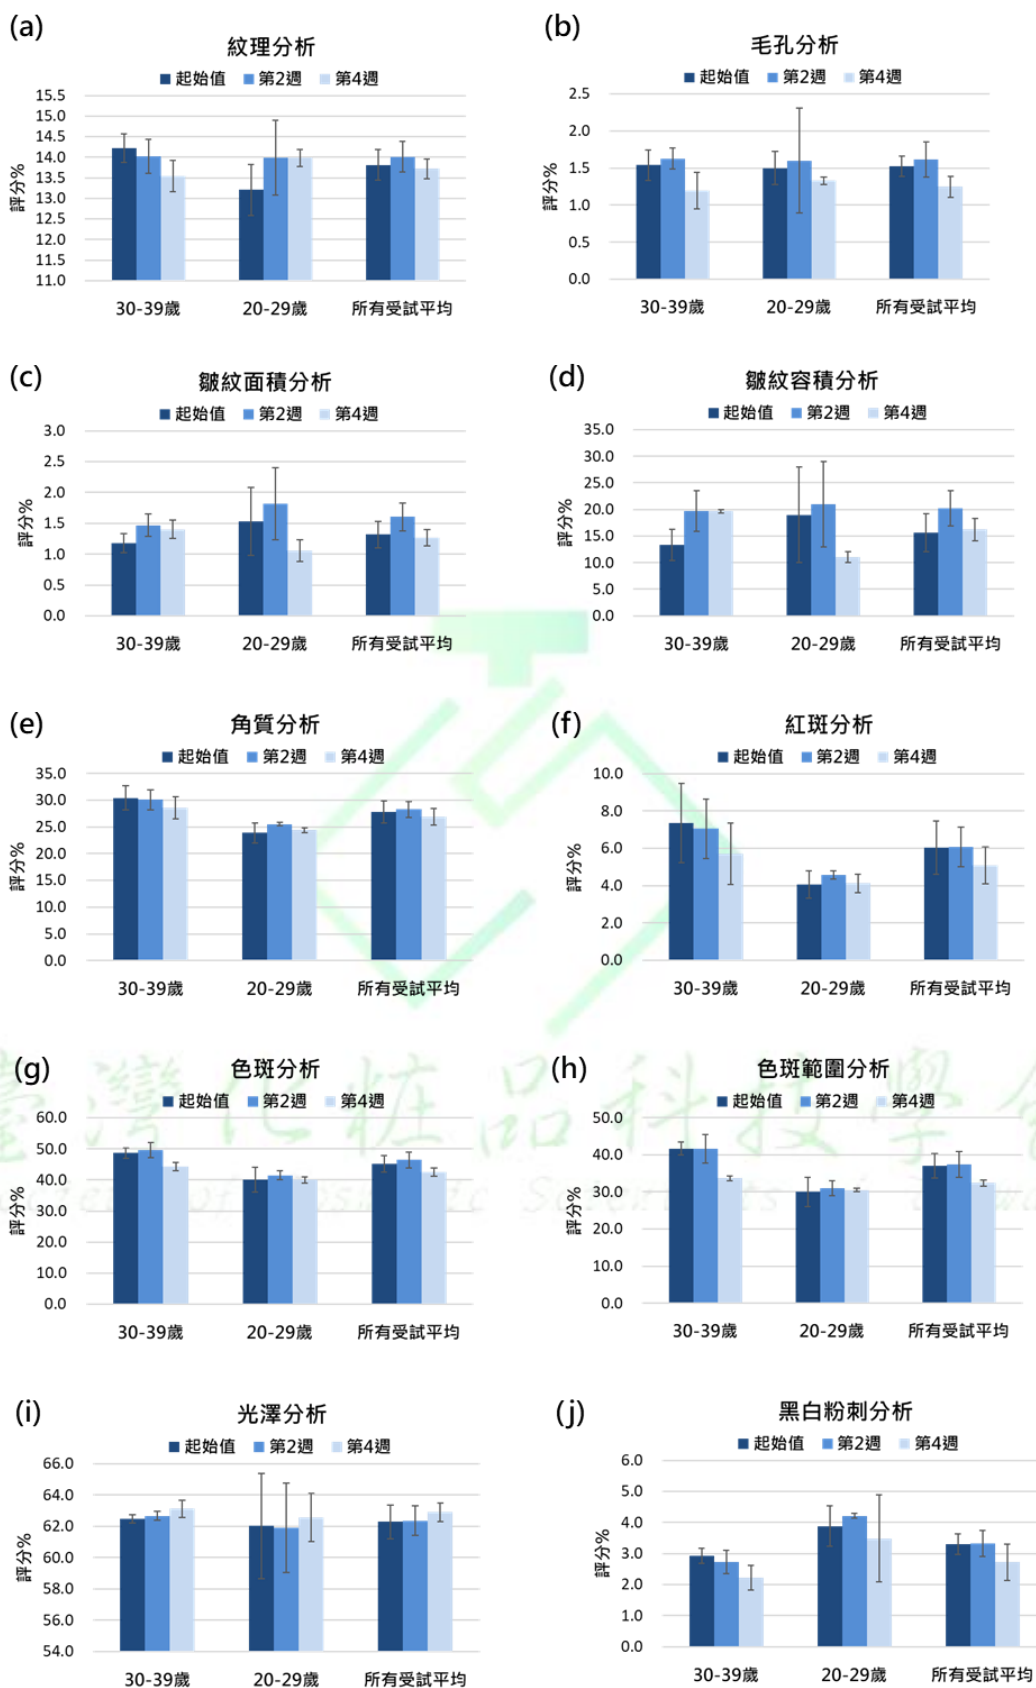 (a)
紋理分析
起始值 第2週 第4週
15.5
15.0
14.5
14.0
13.5
13.0
12.5
12.0
11.5
11.0
評分%
30-39歲 20-29歲 所有受試平均
(b)
毛孔分析
起始值 第2週 第4週
2.5
2.0
1.5
1.0
0.5
0.0
評分%
30-39歲 20-29歲 所有受試平均
(c)
皺紋面積分析
起始值 第2週 第4週
3.0
2.5
2.0
1.5
1.0
0.5
0.0
評分%
30-39歲 20-29歲 所有受試平均
(d)
皺紋容積分析
起始值 第2週 第4週
35.0
30.0
25.0
20.0
15.0
10.0
5.0
0.0
評分%
30-39歲 20-29歲 所有受試平均
(e)
角質分析
起始值 第2週 第4週
35.0
30.0
25.0
20.0
15.0
10.0
5.0
0.0
評分%
30-39歲 20-29歲 所有受試平均
(f)
紅斑分析
起始值 第2週 第4週
10.0
8.0
6.0
4.0
2.0
0.0
評分%
30-39歲 20-29歲 所有受試平均
(g)
色斑分析
起始值 第2週 第4週
60.0
50.0
40.0
30.0
20.0
10.0
0.0
評分%
30-39歲 20-29歲 所有受試平均
(h)
色斑範圍分析
起始值 第2週 第4週
50.0
40.0
30.0
20.0
10.0
0.0
評分%
30-39歲 20-29歲 所有受試平均
臺灣化粧品科技學會
(i)
光澤分析
起始值 第2週 第4週
66.0
64.0
62.0
60.0
58.0
56.0
54.0
評分%
30-39歲 20-29歲 所有受試平均
(j)
黑白粉刺分析
起始值 第2週 第4週
6.0
5.0
4.0
3.0
2.0
1.0
0.0
評分%
30-39歲 20-29歲 所有受試平均